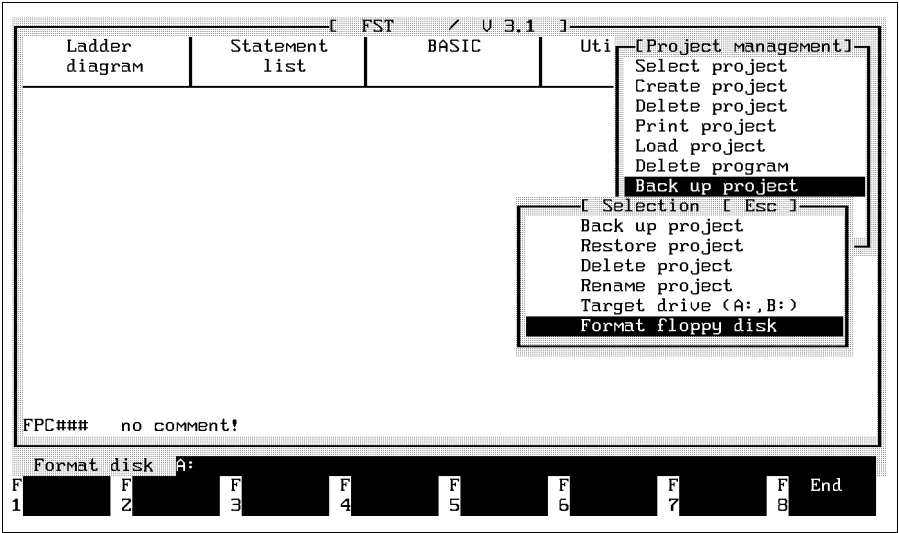 [ FST / V 3.1 ]
Ladder diagram
Statement list
BASIC
Uti
[Project management]
Select project
Create project
Delete project
Print project
Load project
Delete program
Back up project
[ Selection [ Esc ]
Back up project
Restore project
Delete project
Rename project
Target drive (A:,B:)
Format floppy disk
FPC### no comment!
Format disk A:
F1 F2 F3 F4 F5 F6 F7 F8 End